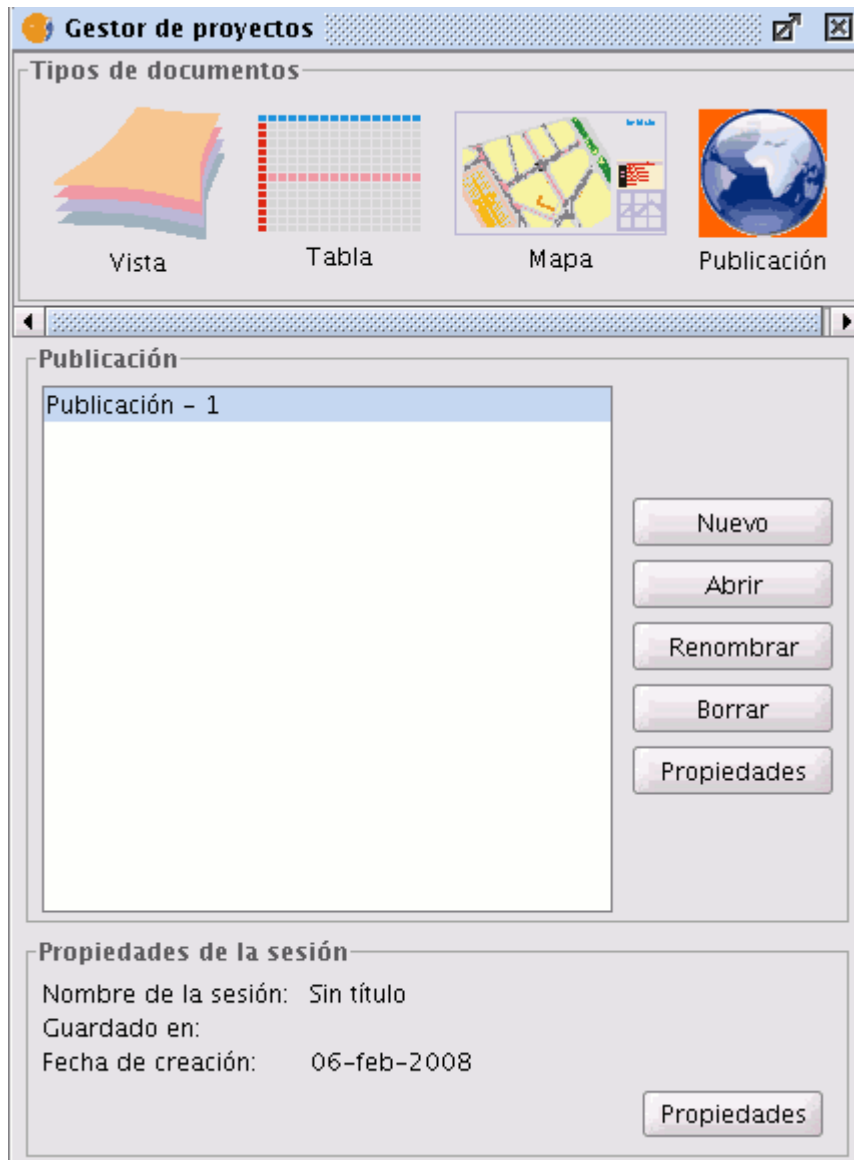 Gestor de proyectos
Tipos de documentos
Vista
Tabla
Mapa
Publicación
Publicación
Publicación – 1
Nuevo
Abrir
Renombrar
Borrar
Propiedades
Propiedades de la sesión
Nombre de la sesión: Sin título
Guardado en:
Fecha de creación: 06-feb-2008
Propiedades